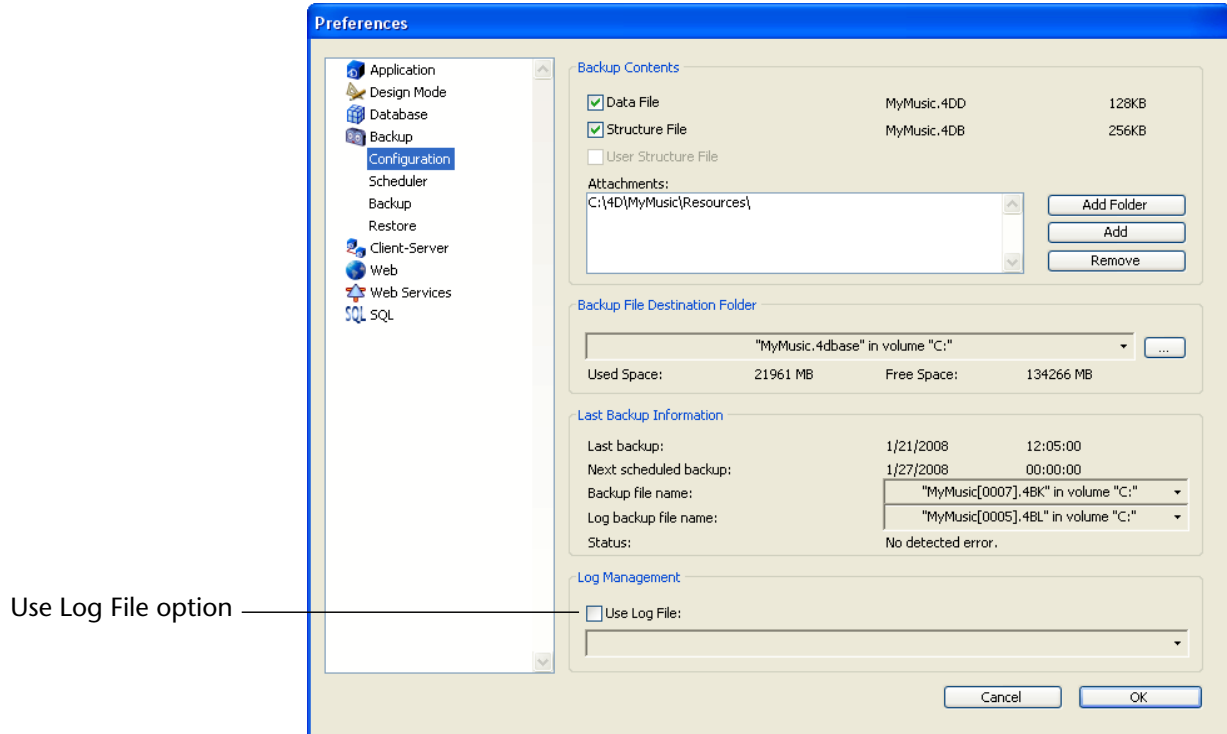 Preferences
Application
Design Mode
Database
Backup
Configuration
Scheduler
Backup
Restore
Client-Server
Web
Web Services
SQL SQL
Backup Contents
Data File MyMusic.4DD 128KB
Structure File MyMusic.4DB 256KB
User Structure File
Attachments:
C:\4D\MyMusic\Resources\
Add Folder
Add
Remove
Backup File Destination Folder
"MyMusic.4dbase" in volume "C:"
...
Used Space: 21961 MB Free Space: 134266 MB
Last Backup Information
Last backup: 1/21/2008 12:05:00
Next scheduled backup: 1/27/2008 00:00:00
Backup file name: "MyMusic[0007].4BK" in volume "C:"
Log backup file name: "MyMusic[0005].4BL" in volume "C:"
Status: No detected error.
Log Management
Use Log File option
Use Log File:
Cancel
OK